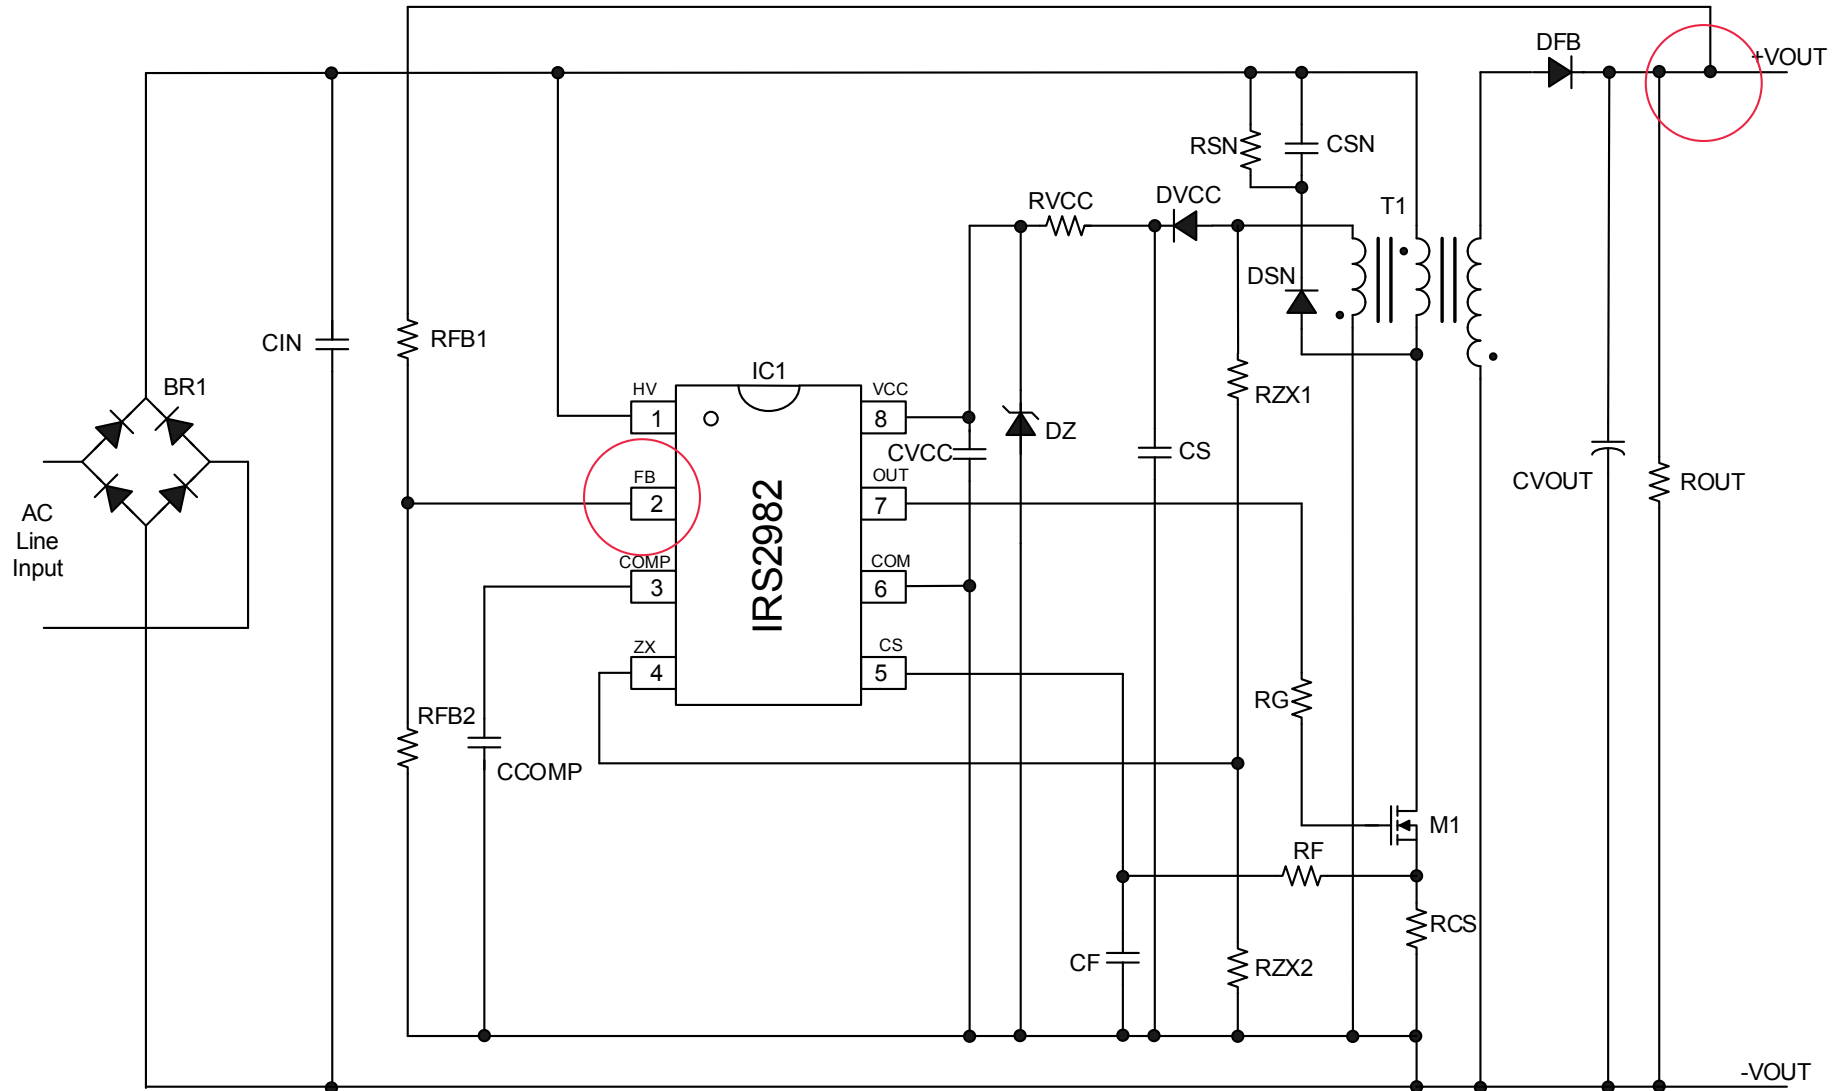 DFB
+VOUT
RSN
CSN
RVCC
DVCC
T1
DSN
CIN
RFB1
BR1
IC1
HV
VCC
1
8
RZX1
DZ
CVCC
CS
FB
OUT
2
7
CVOUT
ROUT
AC
Line
Input
IRS2982
COMP
COM
3
6
ZX
CS
4
5
RG
RFB2
CCOMP
M1
RF
RCS
CF
RZX2
-VOUT